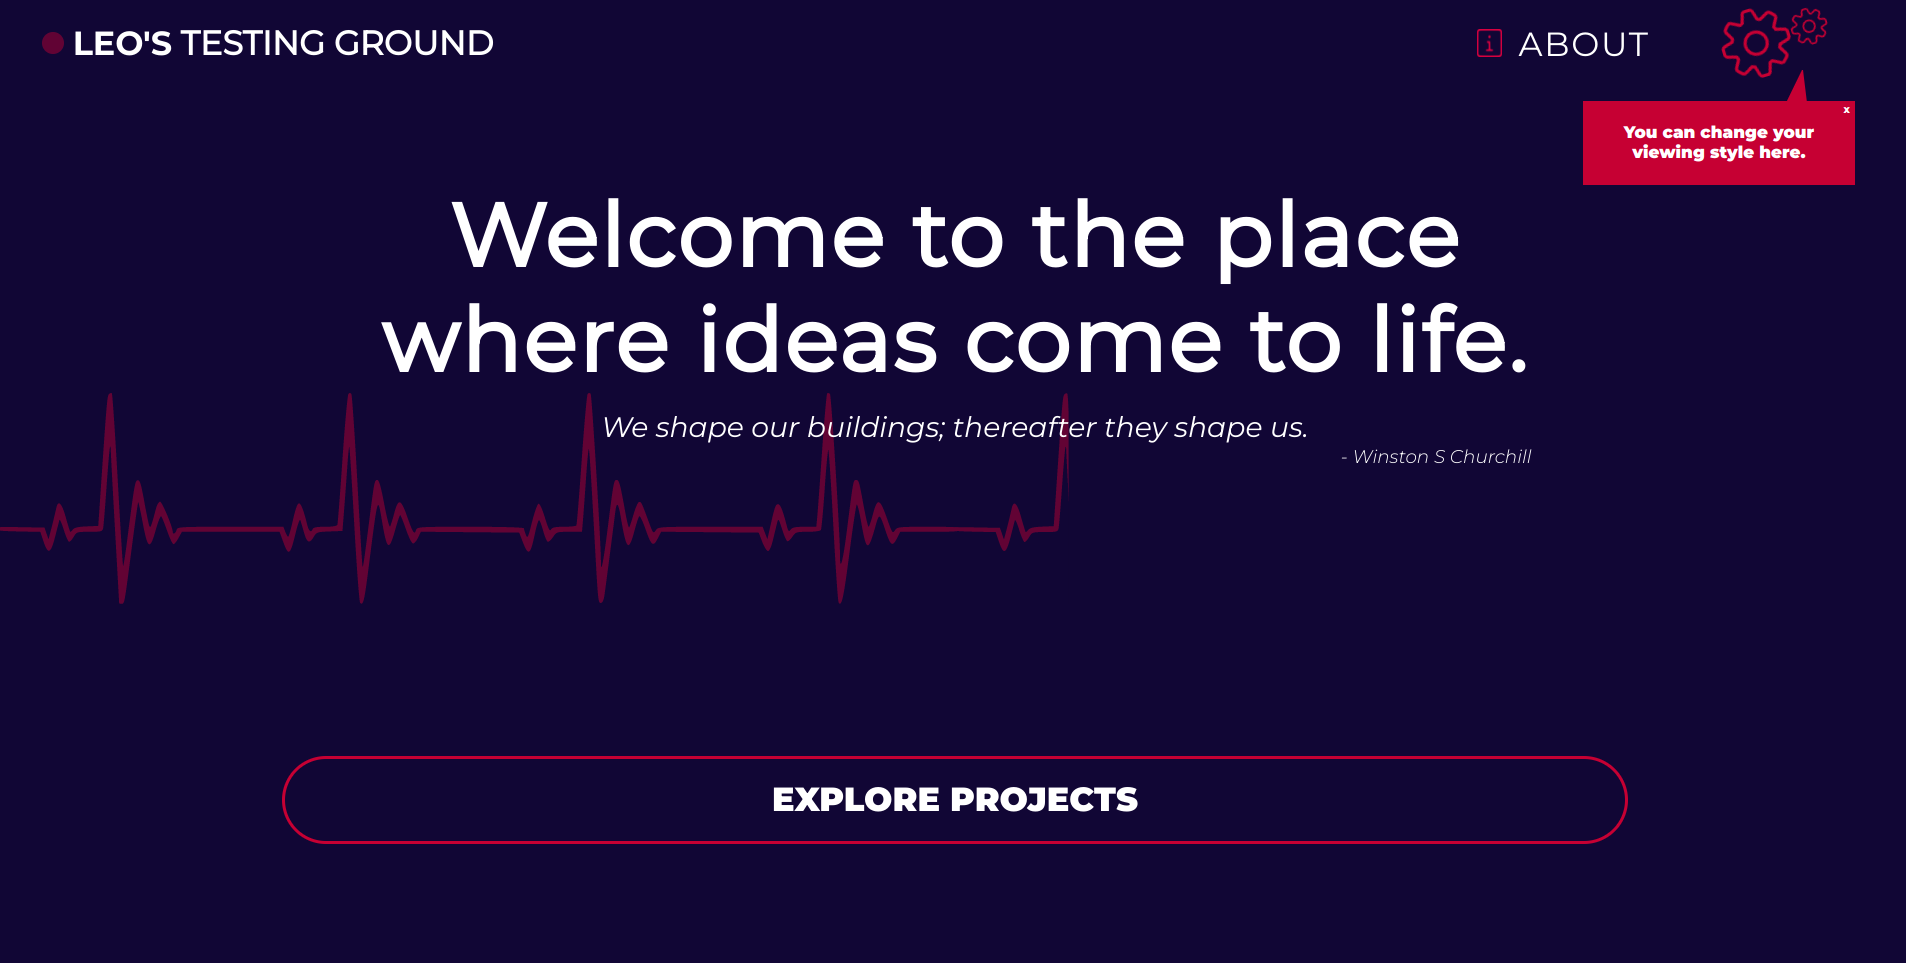 LEO'S TESTING GROUND
i ABOUT
x
You can change your
viewing style here.
Welcome to the place
where ideas come to life.
We shape our buildings; thereafter they shape us.
- Winston S Churchill
EXPLORE PROJECTS